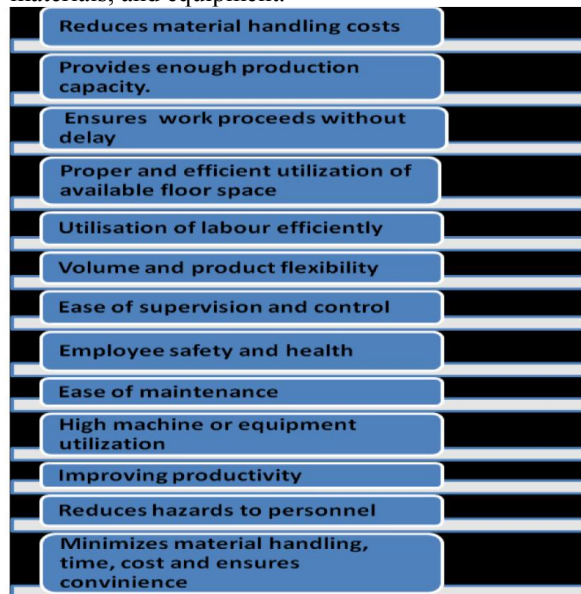 materials, and equipment.
Reduces material handling costs
Provides enough production
capacity.
Ensures work proceeds without
delay
Proper and efficient utilization of
available floor space
Utilisation of labour efficiently
Volume and product flexibility
Ease of supervision and control
Employee safety and health
Ease of maintenance
High machine or equipment
utilization
Improving productivity
Reduces hazards to personnel
Minimizes material handling,
time, cost and ensures
convinience